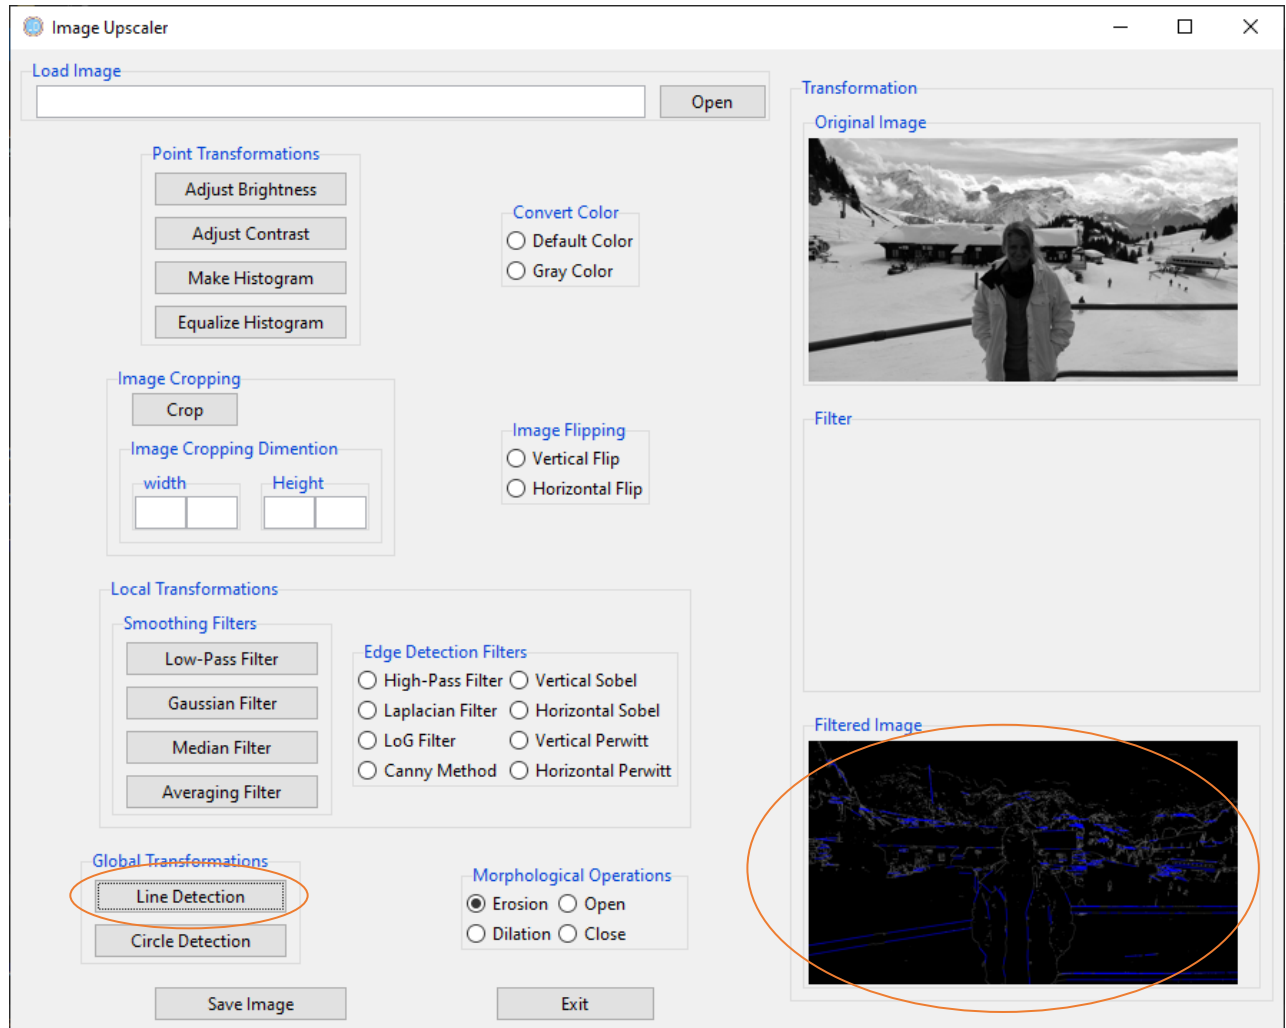 Image Upscaler
Load Image
Open
Point Transformations
Adjust Brightness
Adjust Contrast
Make Histogram
Equalize Histogram
Convert Color
Default Color
Gray Color
Image Cropping
Crop
Image Cropping Dimention
width
Height
Image Flipping
Vertical Flip
Horizontal Flip
Local Transformations
Smoothing Filters
Low-Pass Filter
Gaussian Filter
Median Filter
Averaging Filter
Edge Detection Filters
High-Pass Filter
Vertical Sobel
Laplacian Filter
Horizontal Sobel
LoG Filter
Vertical Perwitt
Canny Method
Horizontal Perwitt
Global Transformations
Line Detection
Circle Detection
Morphological Operations
Erosion
Open
Dilation
Close
Save Image
Exit
Transformation
Original Image
Filter
Filtered Image